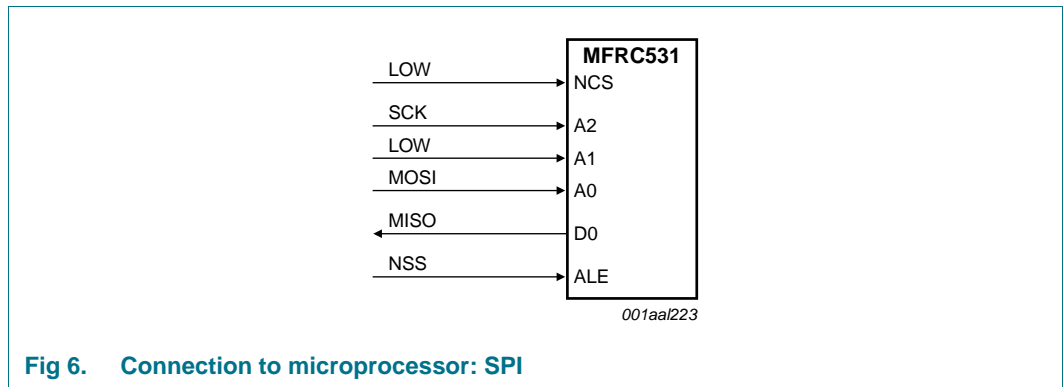 MFRC531
LOW
NCS
SCK
A2
LOW
A1
MOSI
A0
MISO
D0
NSS
ALE
001aal223
Fig 6. Connection to microprocessor: SPI